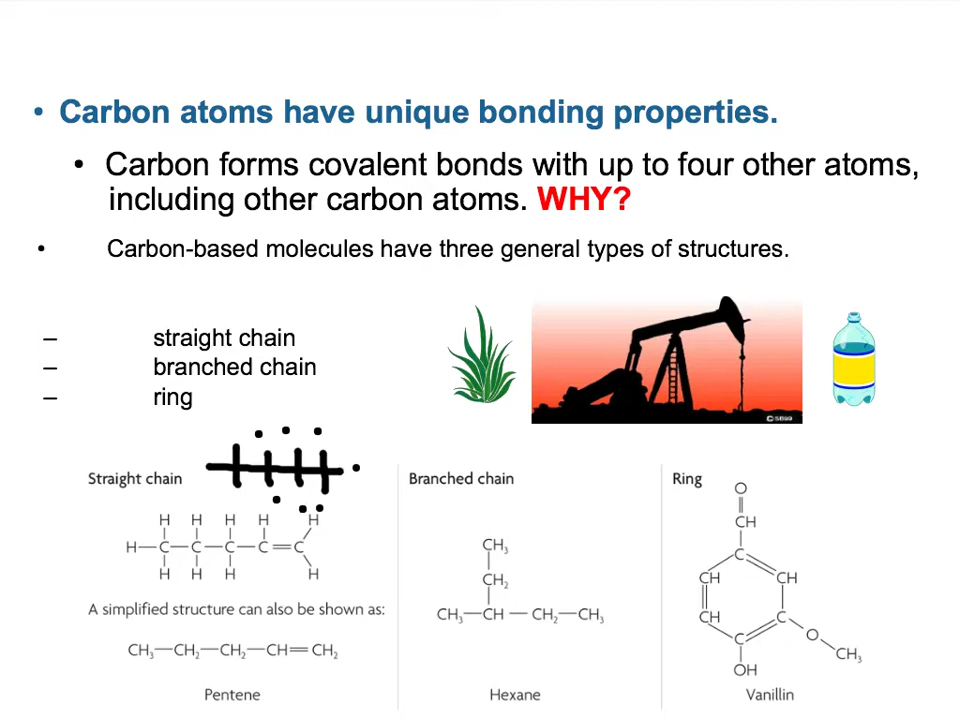 • Carbon atoms have unique bonding properties.
• Carbon forms covalent bonds with up to four other atoms,
including other carbon atoms. WHY?
• Carbon-based molecules have three general types of structures.
– straight chain
– branched chain
– ring
© SB99
Straight chain
Branched chain
Ring
H H H H H
H—C—C—C—C=C
H H H H
A simplified structure can also be shown as:
CH₃—CH₂—CH₂—CH=CH₂
Pentene
CH₃
CH₂
CH₃—CH—CH₂—CH₃
Hexane
O
CH
C
CH CH
CH C
C O
CH₃
OH
Vanillin